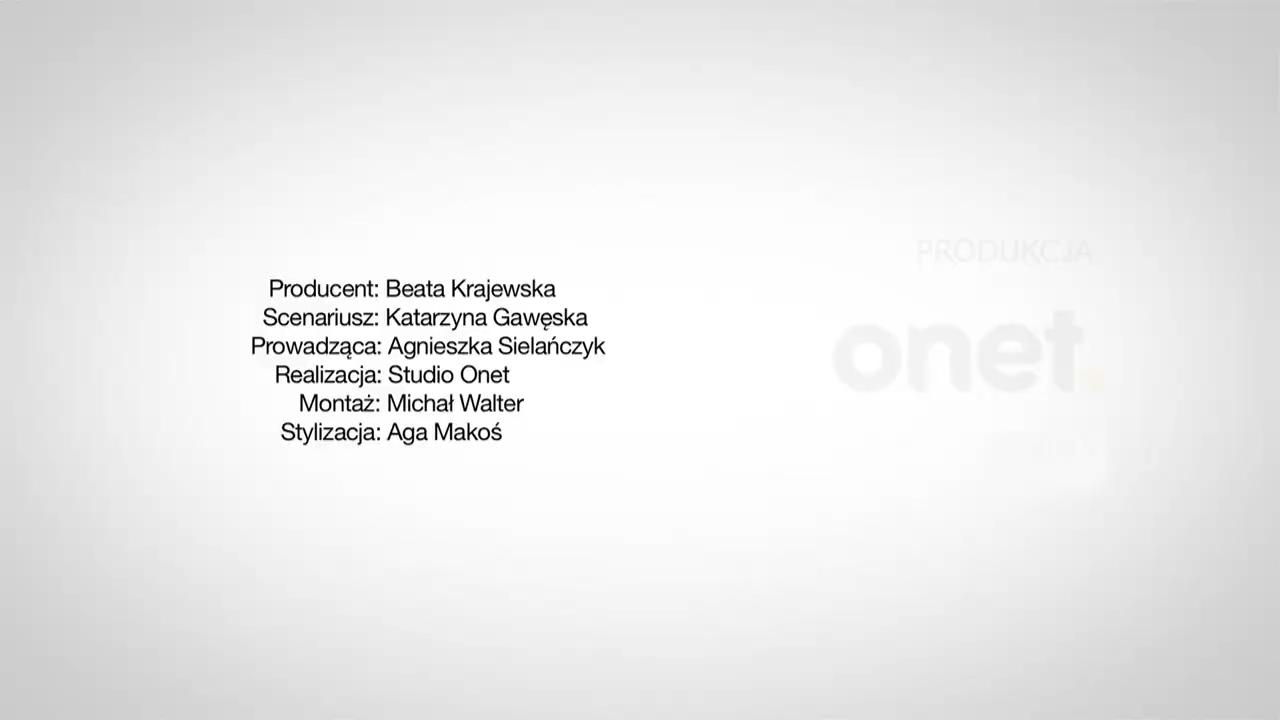 Producent: Beata Krajewska
Scenariusz: Katarzyna Gawęska
Prowadząca: Agnieszka Sielańczyk
Realizacja: Studio Onet
Montaż: Michał Walter
Stylizacja: Aga Makoś
PRODUKCJA
onet.